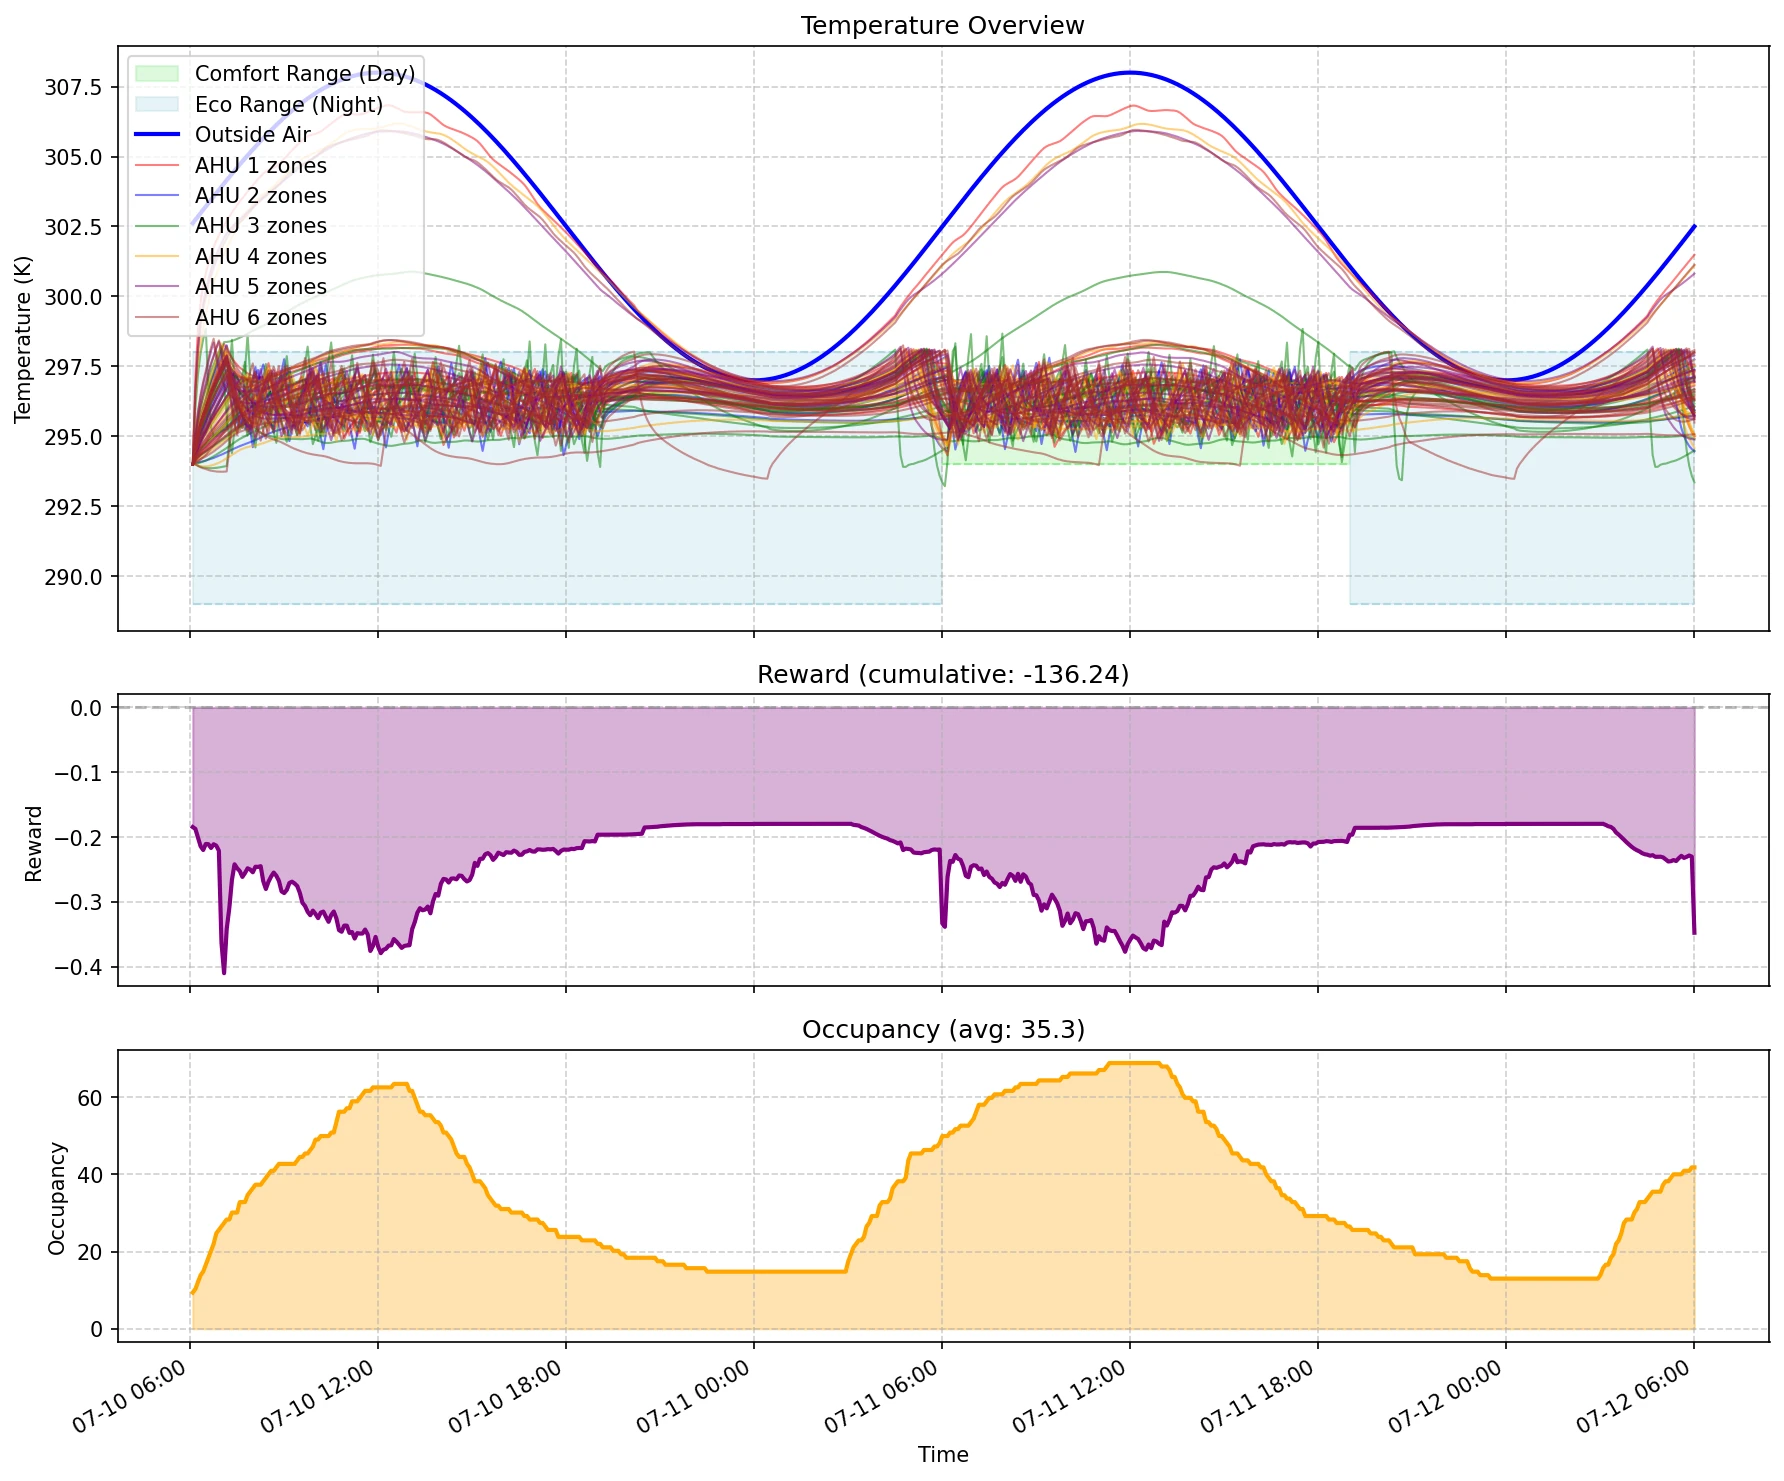 Temperature Overview
Temperature (K)
307.5
305.0
302.5
300.0
297.5
295.0
292.5
290.0
Comfort Range (Day)
Eco Range (Night)
Outside Air
AHU 1 zones
AHU 2 zones
AHU 3 zones
AHU 4 zones
AHU 5 zones
AHU 6 zones
Reward (cumulative: -136.24)
Reward
0.0
−0.1
−0.2
−0.3
−0.4
Occupancy (avg: 35.3)
Occupancy
60
40
20
0
07-10 06:00
07-10 12:00
07-10 18:00
07-11 00:00
07-11 06:00
07-11 12:00
07-11 18:00
07-12 00:00
07-12 06:00
Time